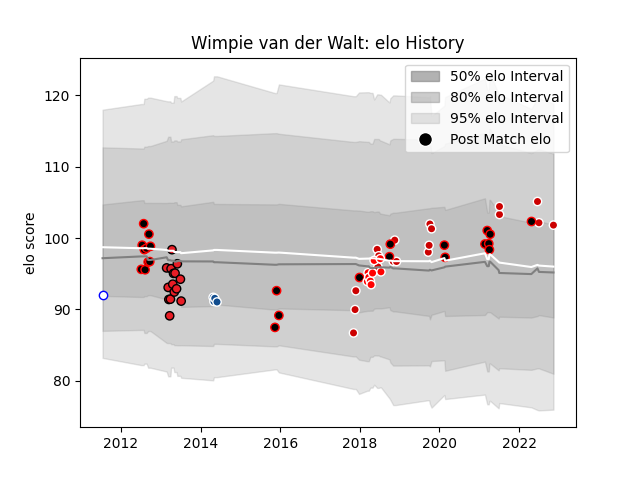 Wimpie van der Walt: elo History
50% elo Interval
80% elo Interval
95% elo Interval
Post Match elo
elo score
120
110
100
90
80
2012
2014
2016
2018
2020
2022